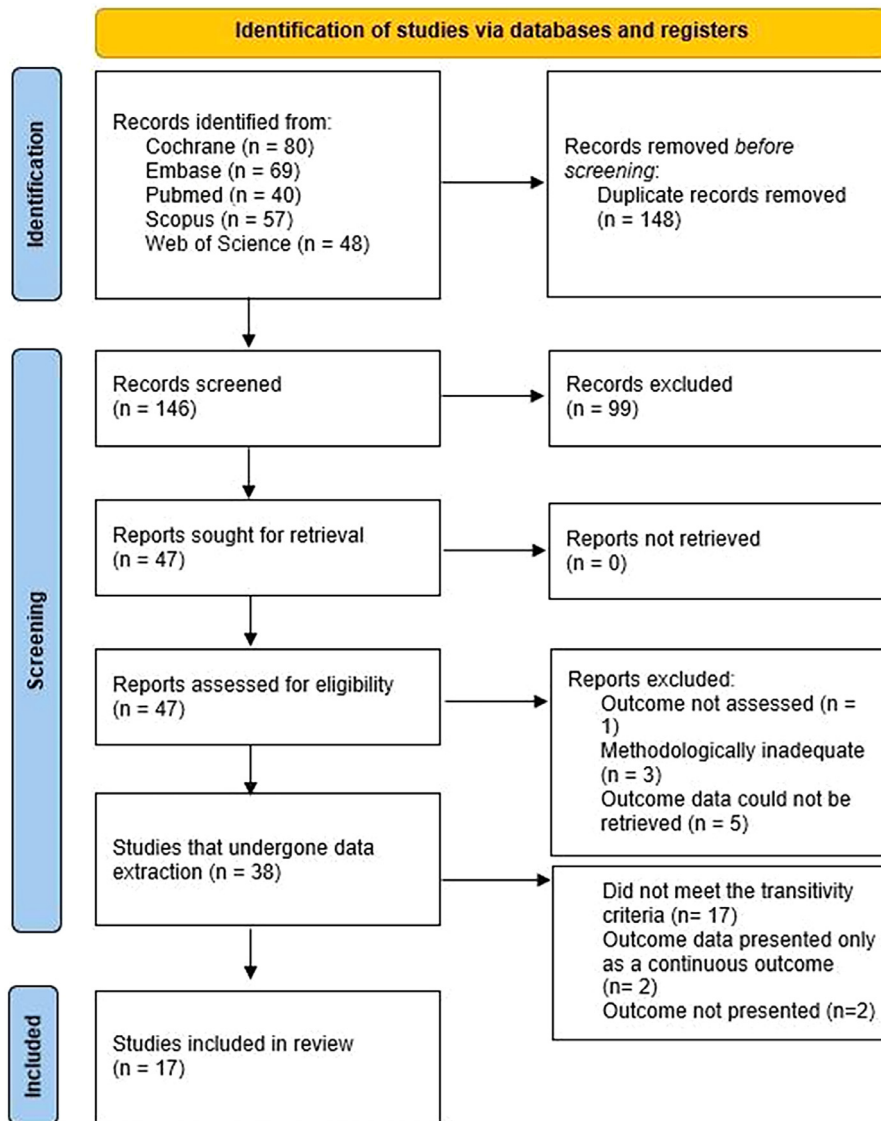 Identification of studies via databases and registers
Identification
Records identified from:
Cochrane (n = 80)
Embase (n = 69)
Pubmed (n = 40)
Scopus (n = 57)
Web of Science (n = 48)
Records removed before
screening:
Duplicate records removed
(n = 148)
Screening
Records screened
(n = 146)
Records excluded
(n = 99)
Reports sought for retrieval
(n = 47)
Reports not retrieved
(n = 0)
Reports assessed for eligibility
(n = 47)
Reports excluded:
Outcome not assessed (n =
1)
Methodologically inadequate
(n = 3)
Outcome data could not be
retrieved (n = 5)
Studies that undergone data
extraction (n = 38)
Did not meet the transitivity
criteria (n= 17)
Outcome data presented only
as a continuous outcome
(n= 2)
Outcome not presented (n=2)
Included
Studies included in review
(n = 17)